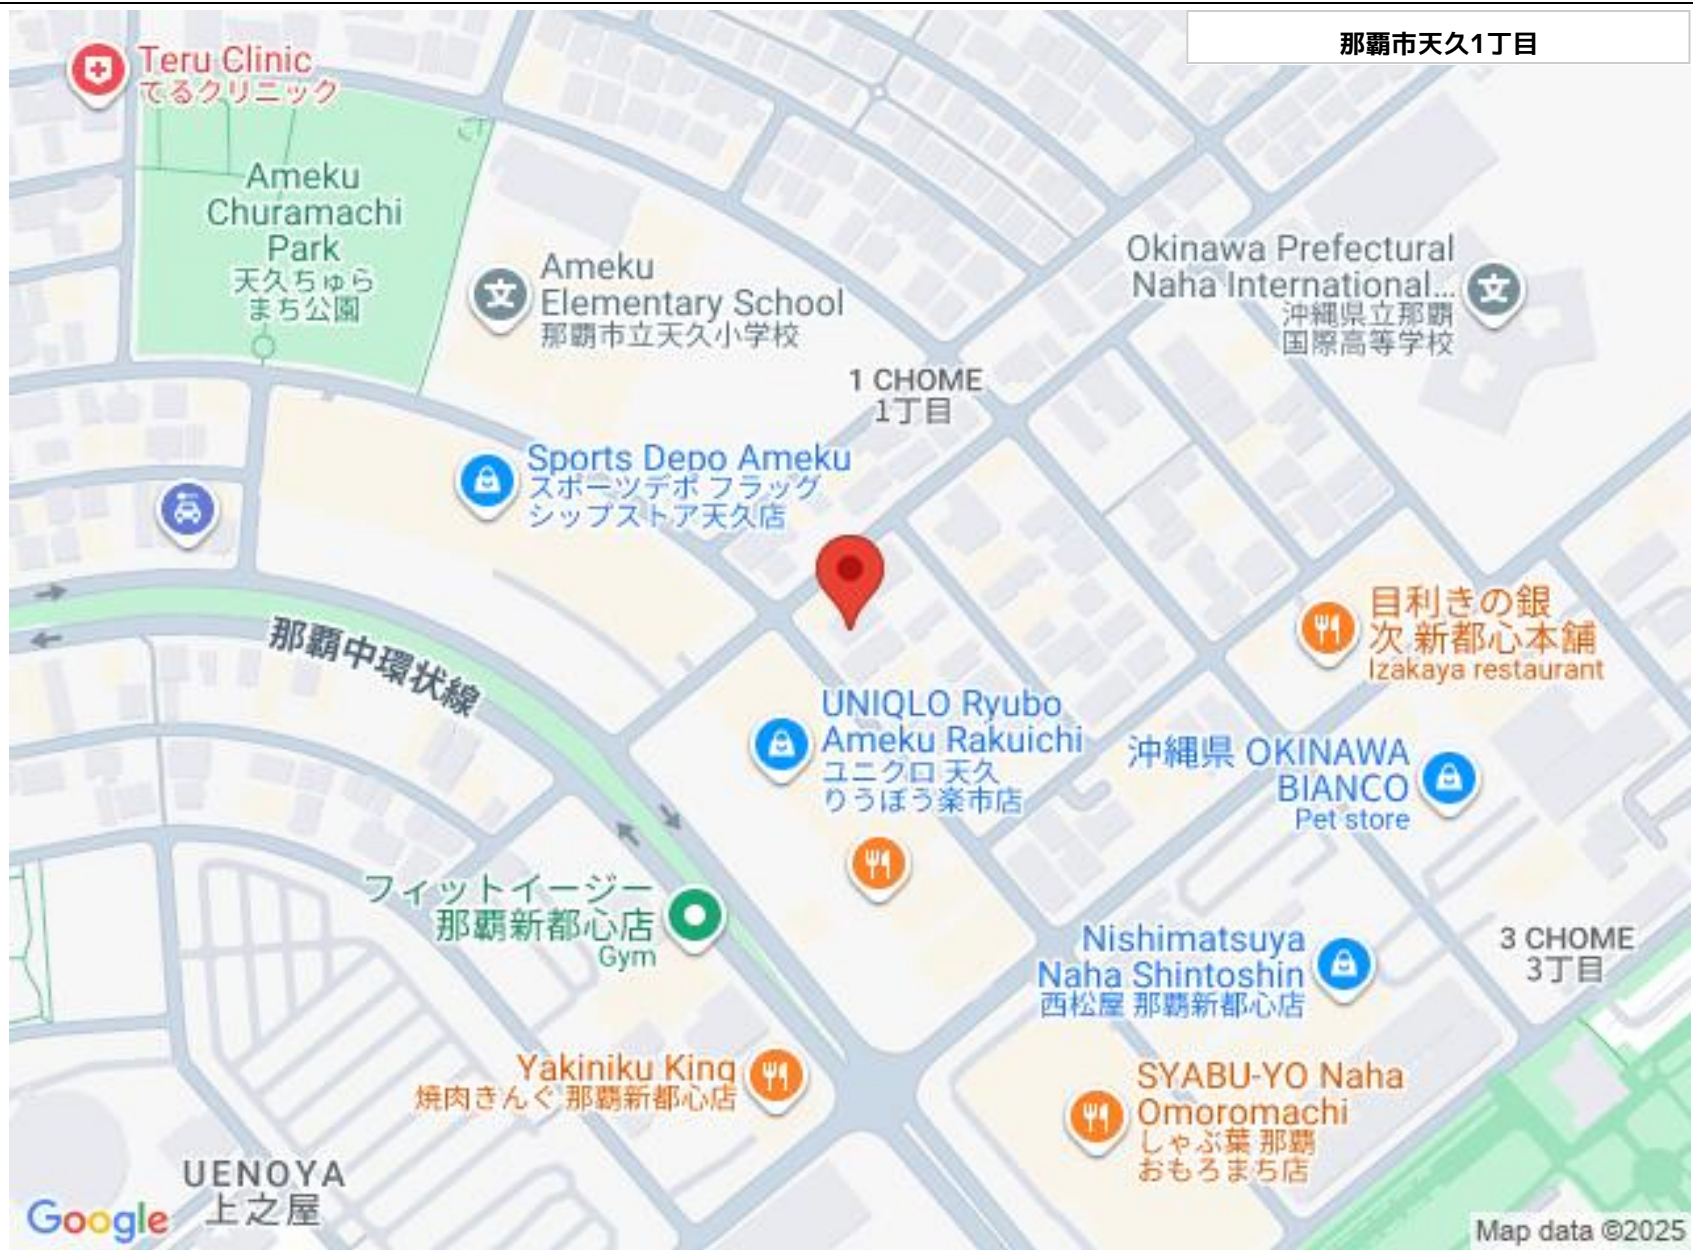 那覇市天久1丁目
Teru Clinic
てるクリニック
Ameku
Churamachi
Park
天久ちゅら
まち公園
Ameku
Elementary School
那覇市立天久小学校
Okinawa Prefectural
Naha International...
沖縄県立那覇
国際高等学校
1 CHOME
1丁目
Sports Depo Ameku
スポーツデポ フラッグ
シップストア天久店
目利きの銀
次 新都心本舗
Izakaya restaurant
那覇中環状線
UNIQLO Ryubo
Ameku Rakuichi
ユニクロ 天久
りうぼう楽市店
沖縄県 OKINAWA
BIANCO
Pet store
フィットイージー
那覇新都心店
Gym
Nishimatsuya
Naha Shintoshin
西松屋 那覇新都心店
3 CHOME
3丁目
Yakiniku King
焼肉きんぐ 那覇新都心店
SYABU-YO Naha
Omoromachi
しゃぶ葉 那覇
おもろまち店
UENOYA
上之屋
Google
Map data ©2025